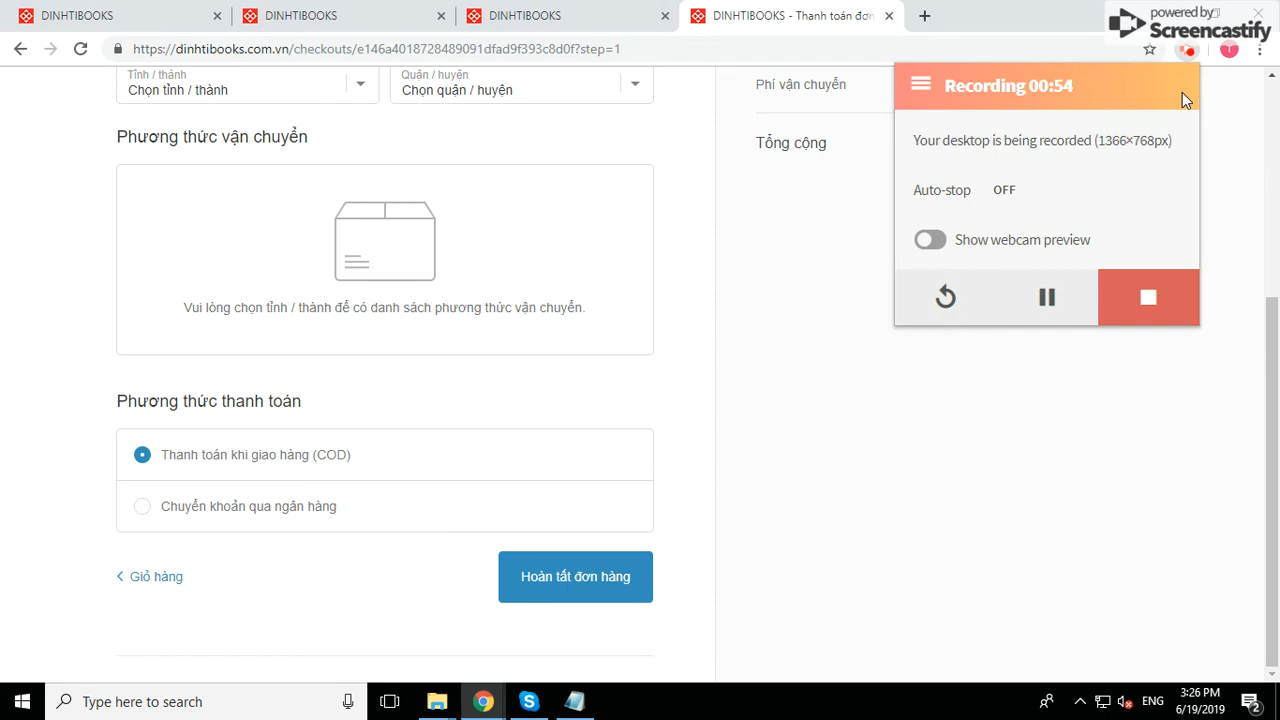 DINHTIBOOKS
DINHTIBOOKS
DINHTIBOOKS
DINHTIBOOKS - Thanh toán đơn
powered by
Screencastify
https://dinhtibooks.com.vn/checkouts/e146a4018728489091dfad9f393c8d0f?step=1
T
Tỉnh / thành
Chọn tỉnh / thành
Quận / huyện
Chọn quận / huyện
Phương thức vận chuyển
Vui lòng chọn tỉnh / thành để có danh sách phương thức vận chuyển.
Phương thức thanh toán
Thanh toán khi giao hàng (COD)
Chuyển khoản qua ngân hàng
Giỏ hàng
Hoàn tất đơn hàng
Phí vận chuyển
Tổng cộng
Recording 00:54
Your desktop is being recorded (1366×768px)
Auto-stop OFF
Show webcam preview
Type here to search
ENG
3:26 PM
6/19/2019
2